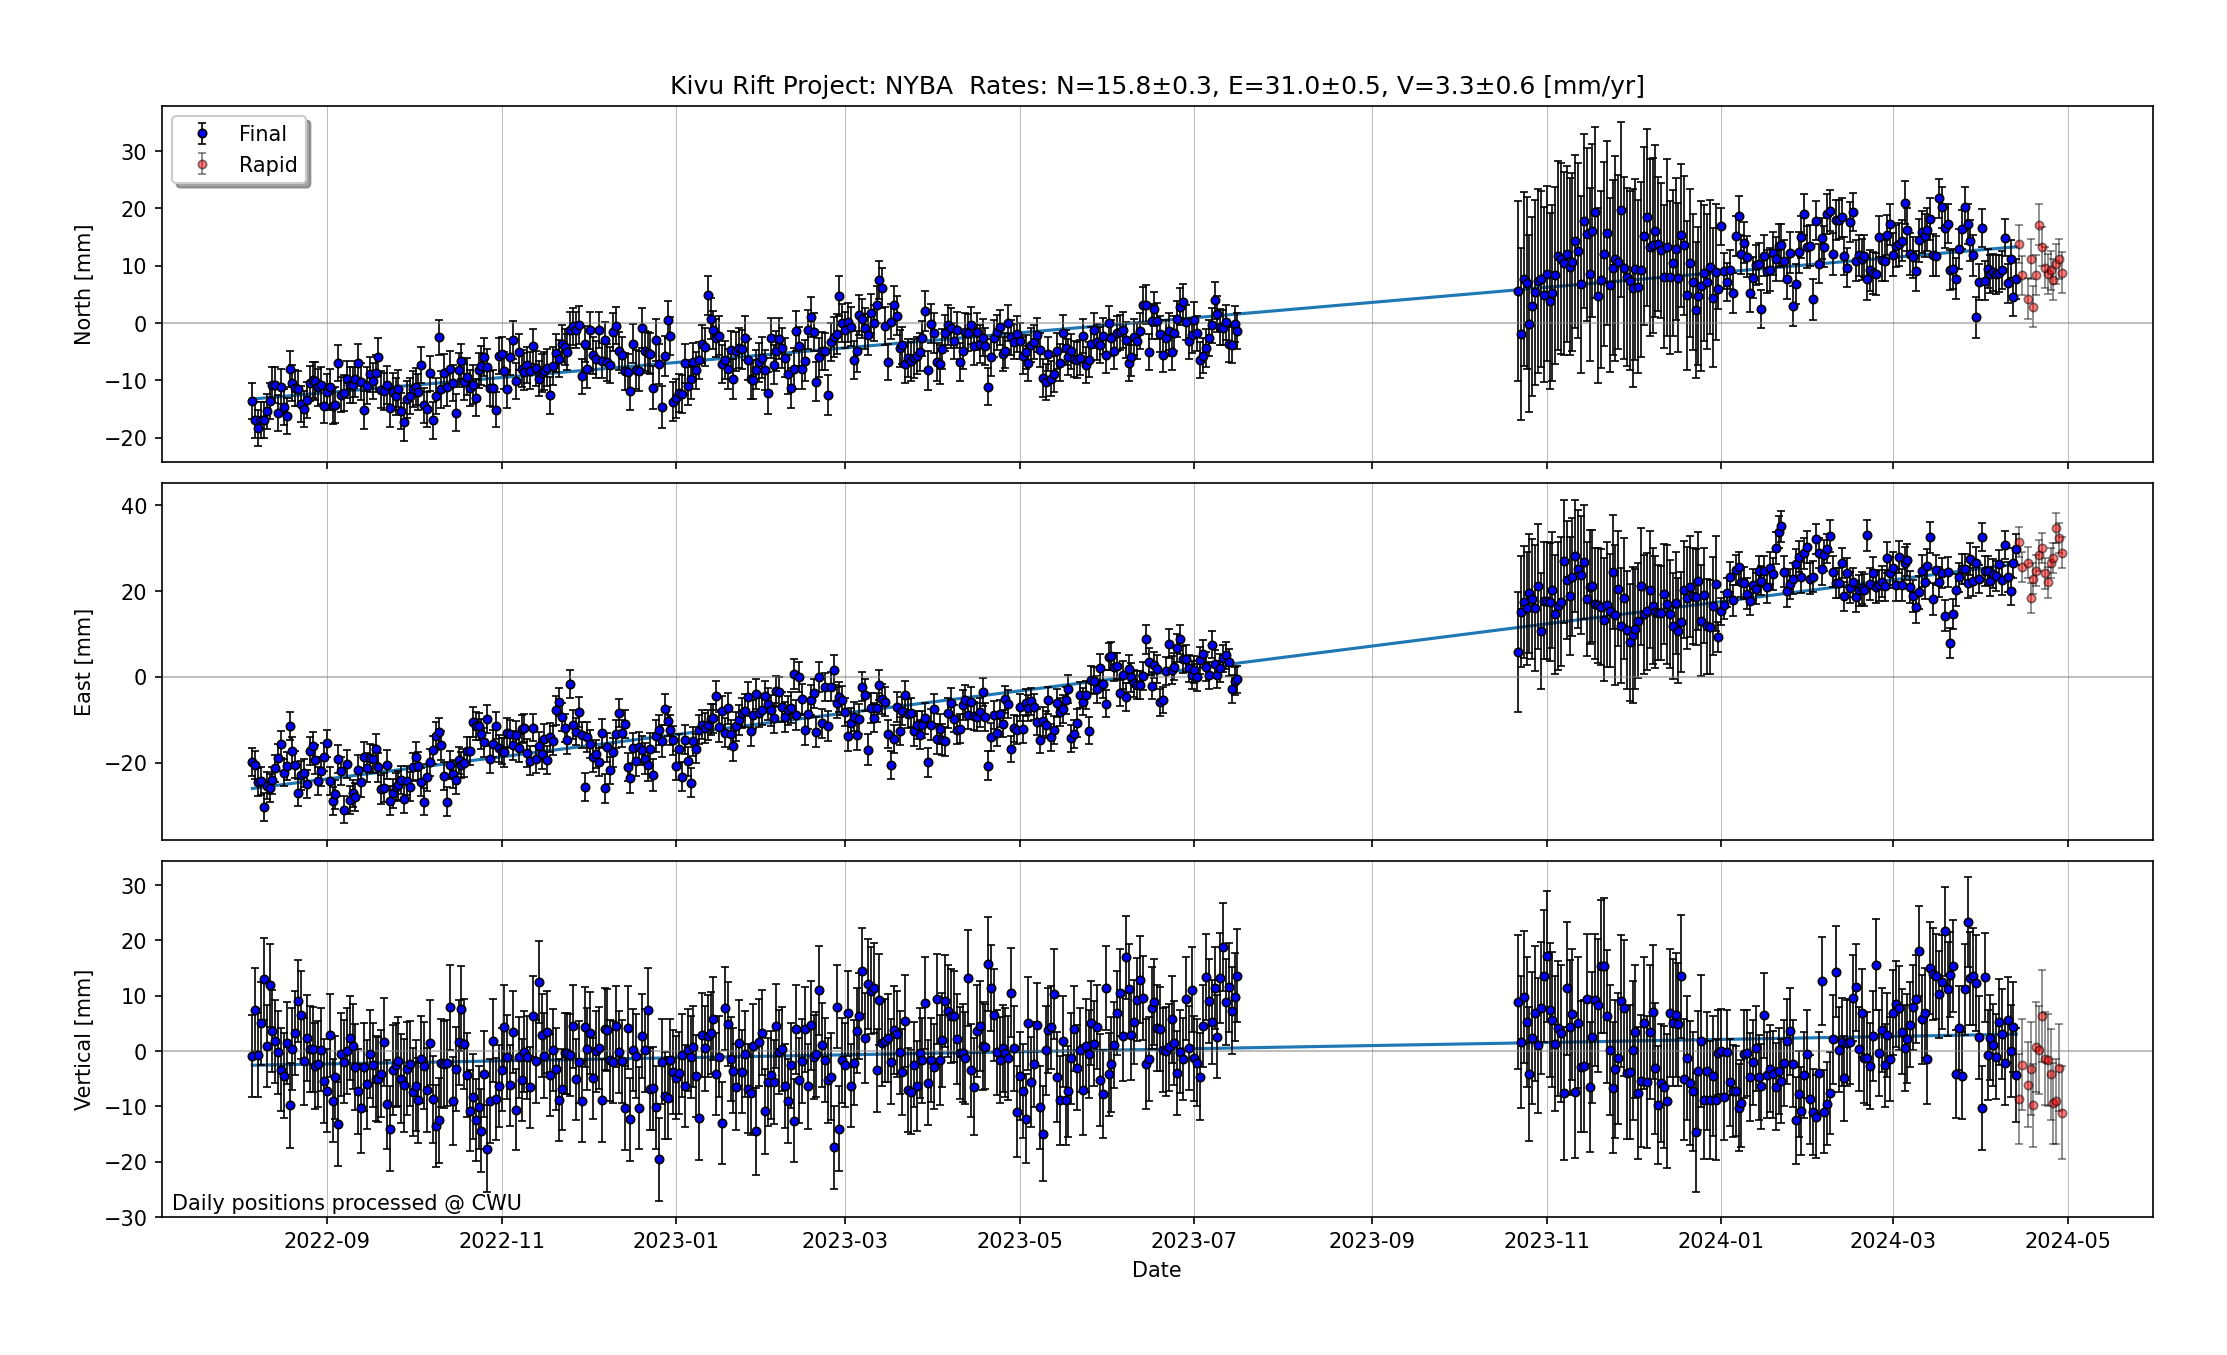 Kivu Rift Project: NYBA  Rates: N=15.8±0.3, E=31.0±0.5, V=3.3±0.6 [mm/yr]
Final
Rapid
North [mm]
30
20
10
0
−10
−20
East [mm]
40
20
0
−20
Vertical [mm]
30
20
10
0
−10
−20
−30
Daily positions processed @ CWU
2022-09 2022-11 2023-01 2023-03 2023-05 2023-07 2023-09 2023-11 2024-01 2024-03 2024-05
Date